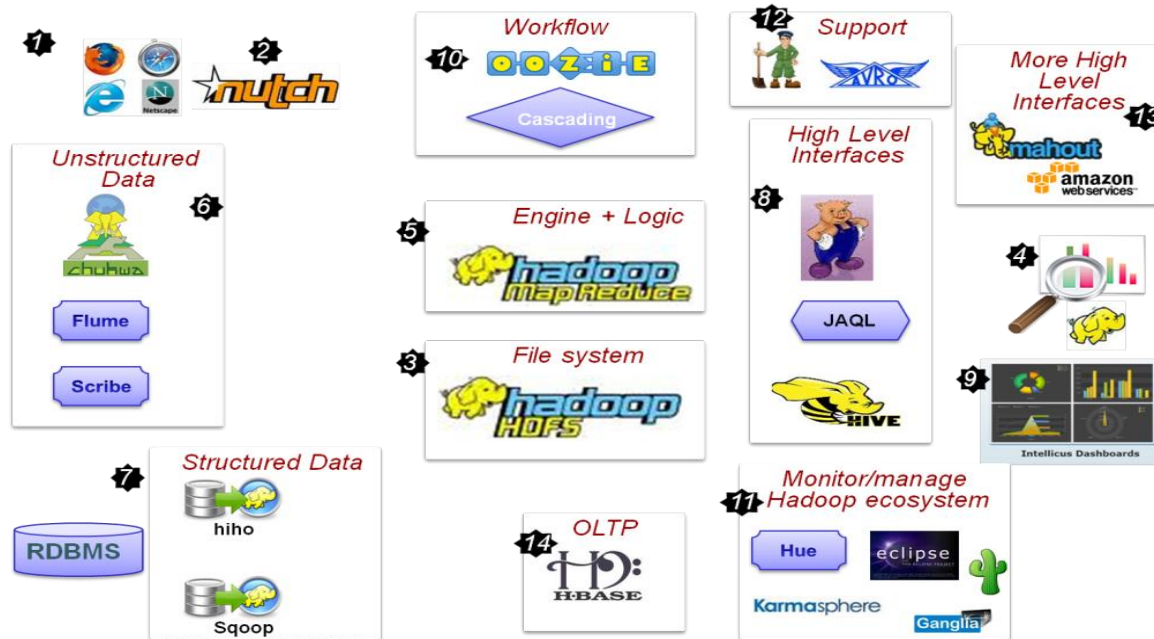 1
2
Netscape
nutch
Workflow
10
OOZiE
Cascading
12
Support
AVRO
More High
Level
Interfaces
13
mahout
amazon
webservices™
Unstructured
Data
6
chukwa
Flume
Scribe
5
Engine + Logic
hadoop
Map Reduce
3
File system
hadoop
HDFS
High Level
Interfaces
8
JAQL
HIVE
4
9
Intellicus Dashboards
7
Structured Data
RDBMS
hiho
Sqoop
14
OLTP
H·BASE
11
Monitor/manage
Hadoop ecosystem
Hue
eclipse
Karmasphere
Ganglia